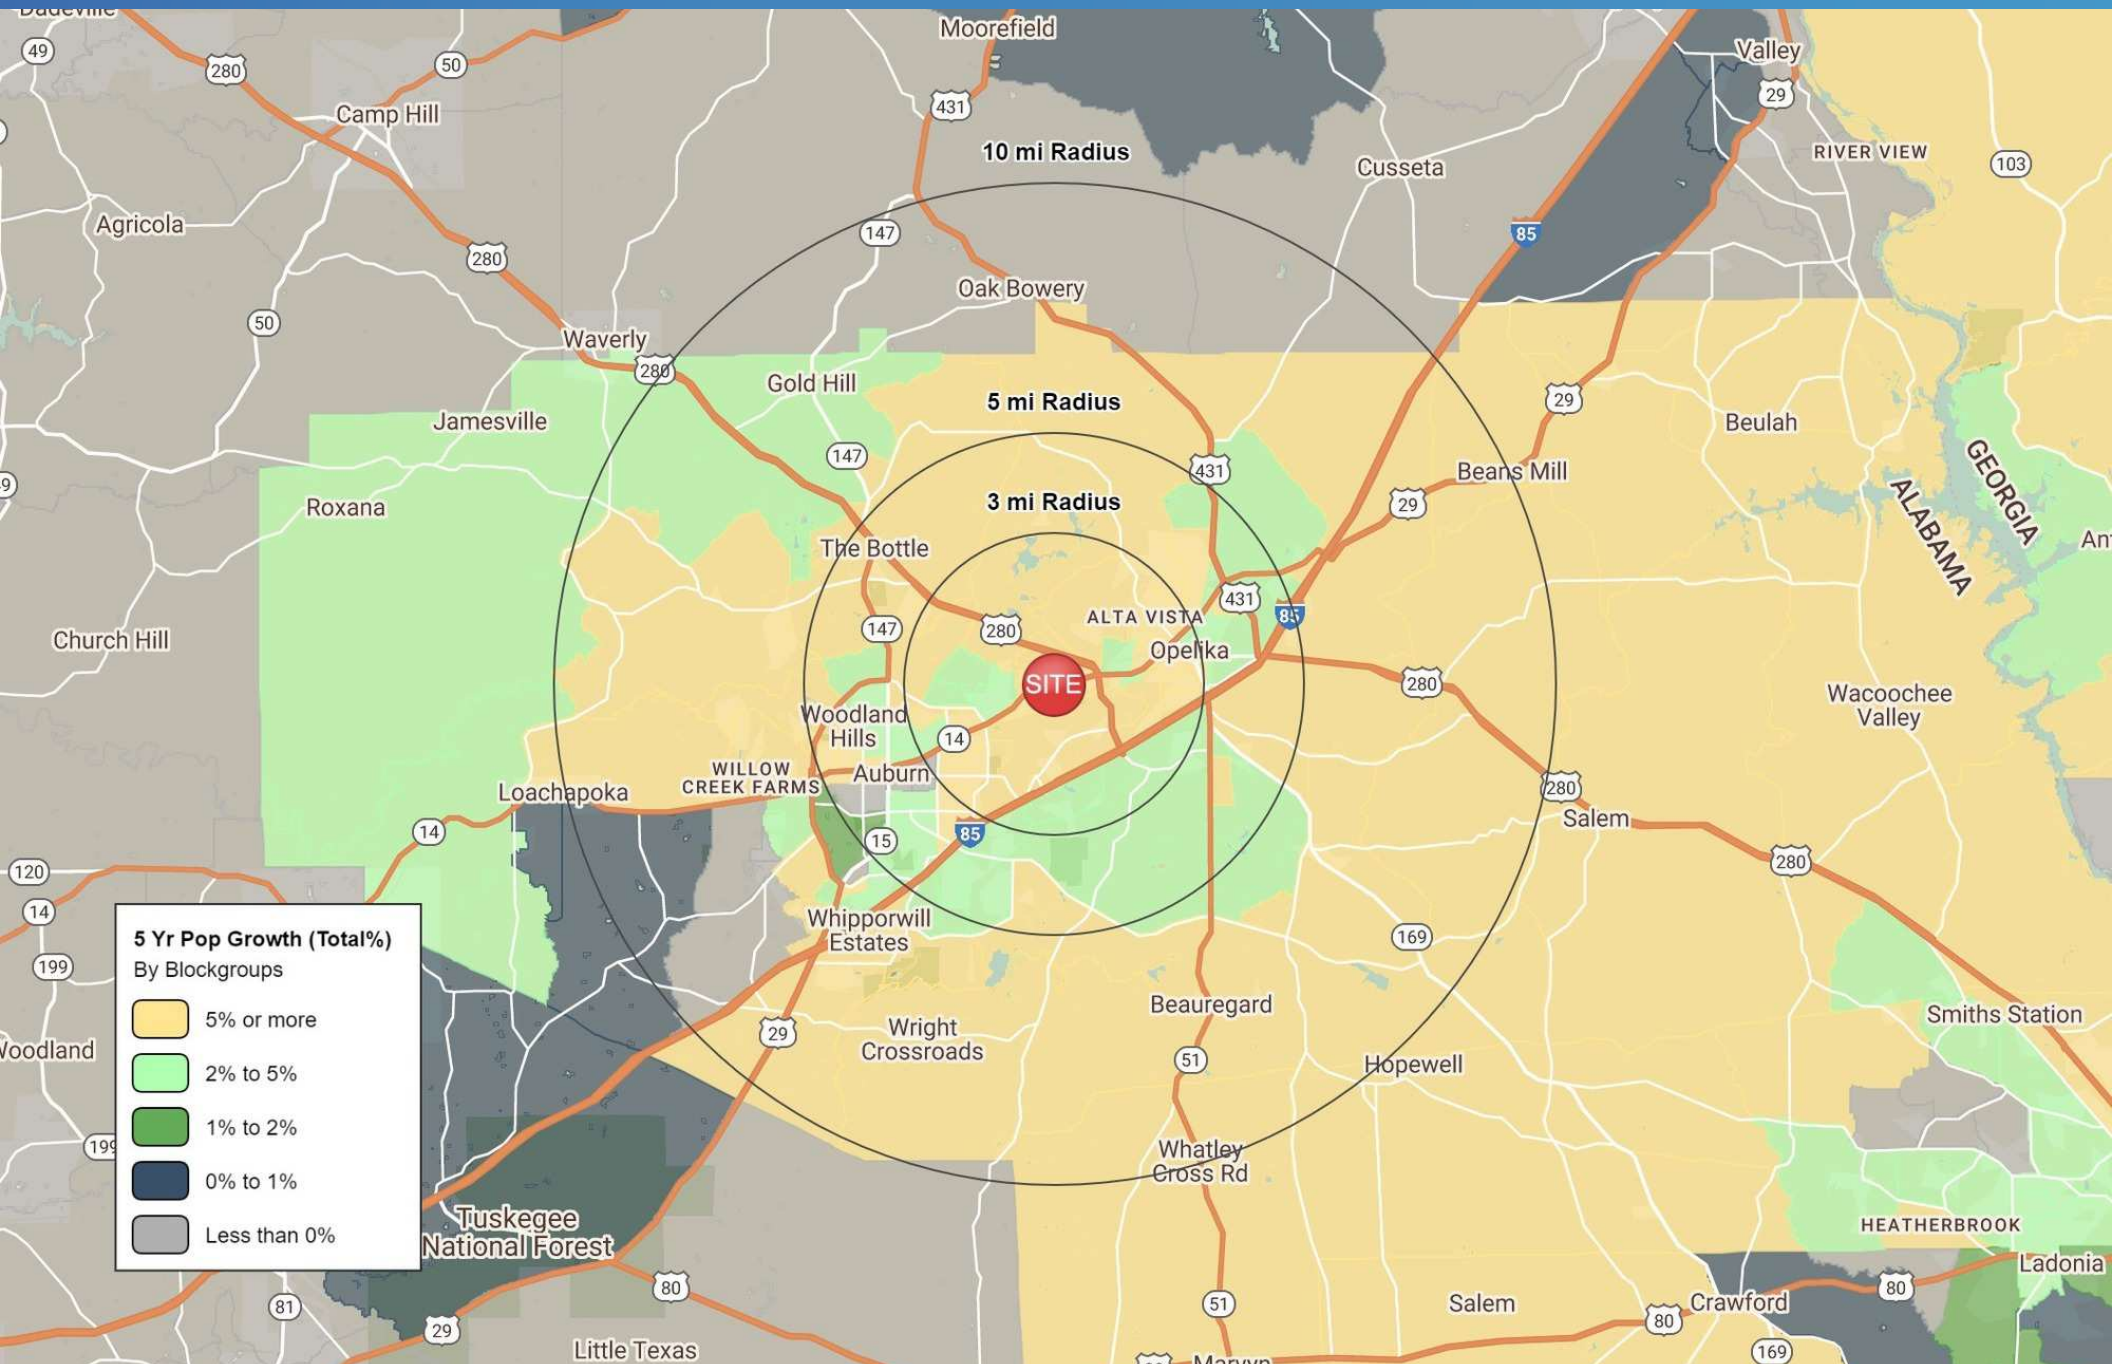 Dadeville
Moorefield
Valley
49
280
50
29
Camp Hill
431
10 mi Radius
RIVER VIEW
103
Cusseta
Agricola
147
85
280
Oak Bowery
50
Waverly
280
Gold Hill
29
5 mi Radius
Jamesville
Beulah
147
431
Beans Mill
GEORGIA
Roxana
3 mi Radius
29
ALABAMA
The Bottle
431
ALTA VISTA
85
147
280
Church Hill
Opelika
SITE
280
Wacoochee
Valley
Woodland
Hills
14
WILLOW
CREEK FARMS
Auburn
Loachapoka
280
Salem
14
15
85
280
120
14
Whipporwill
Estates
169
199
5 Yr Pop Growth (Total%)
By Blockgroups
5% or more
2% to 5%
1% to 2%
0% to 1%
Less than 0%
Beauregard
Smiths Station
29
Wright
Crossroads
51
Hopewell
Woodland
199
Whatley
Cross Rd
Tuskegee
National Forest
HEATHERBROOK
Ladonia
80
80
81
51
Salem
Crawford
29
80
Little Texas
169
Marvyn